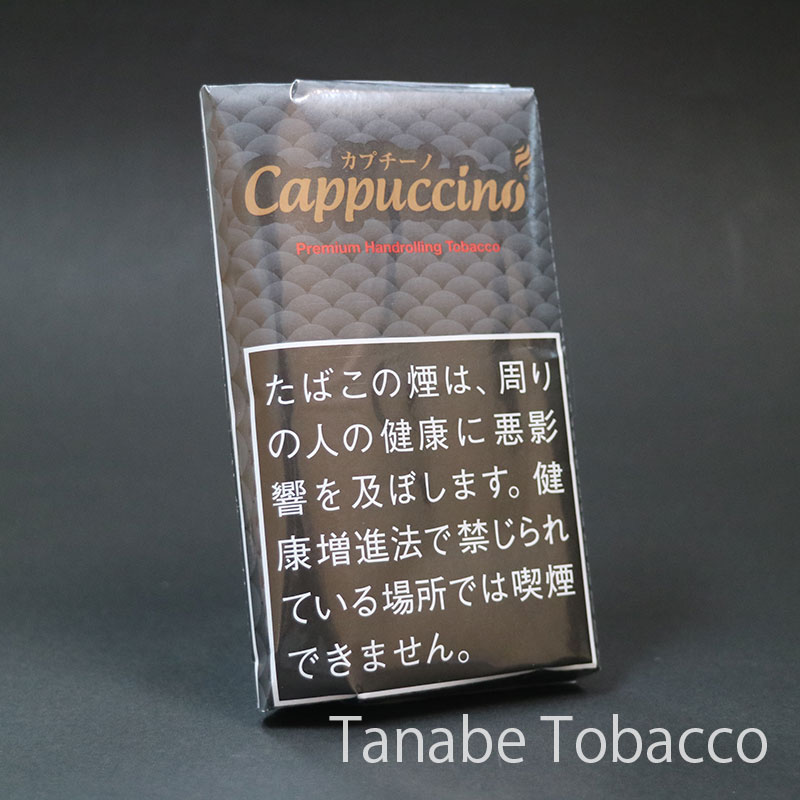 カプチーノ
Cappuccino
Premium Handrolling Tobacco
たばこの煙は、周り
の人の健康に悪影
響を及ぼします。健
康増進法で禁じられ
ている場所では喫煙
できません。
Tanabe Tobacco